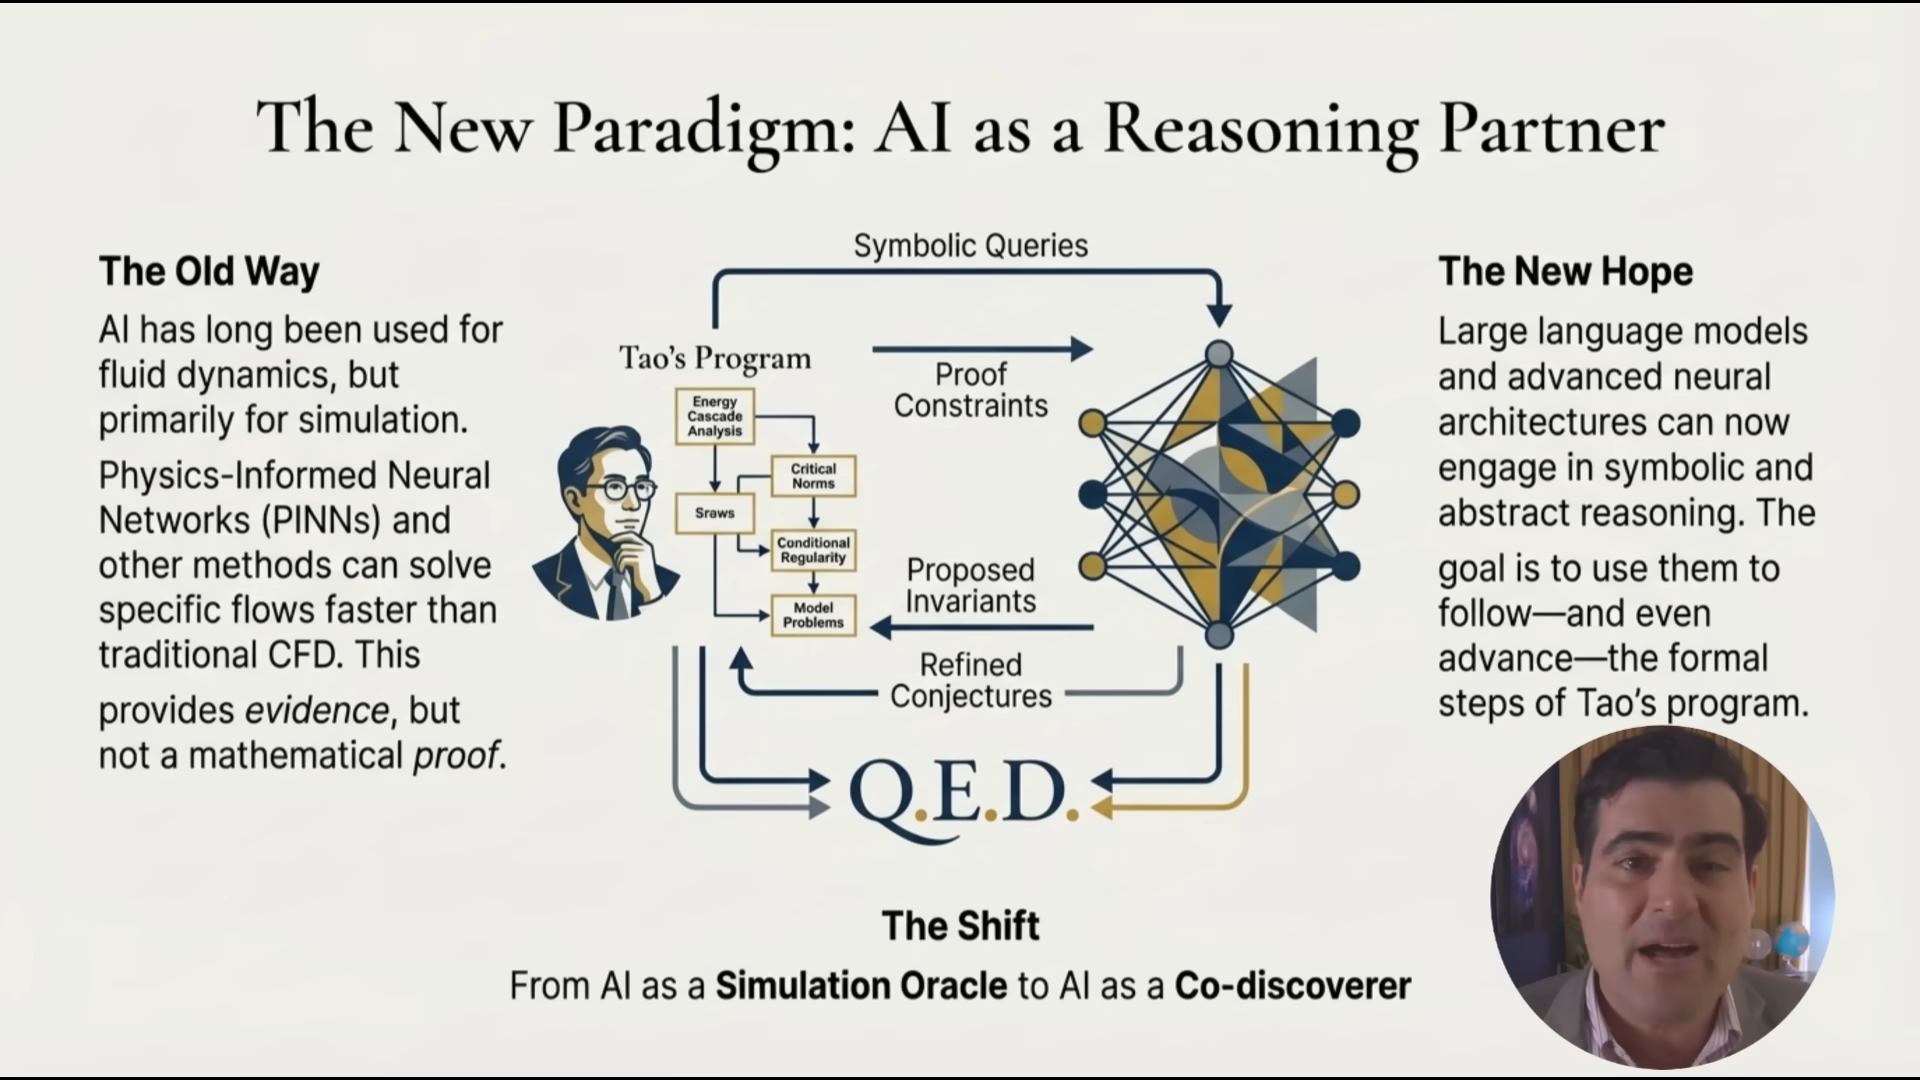 The New Paradigm: AI as a Reasoning Partner
The Old Way
AI has long been used for
fluid dynamics, but
primarily for simulation.
Physics-Informed Neural
Networks (PINNs) and
other methods can solve
specific flows faster than
traditional CFD. This
provides evidence, but
not a mathematical proof.
Symbolic Queries
Tao's Program
Proof
Constraints
Energy
Cascade
Analysis
Critical
Norms
Sraws
Conditional
Regularity
Model
Problems
Proposed
Invariants
Refined
Conjectures
Q.E.D.
The New Hope
Large language models
and advanced neural
architectures can now
engage in symbolic and
abstract reasoning. The
goal is to use them to
follow—and even
advance—the formal
steps of Tao's program.
The Shift
From AI as a Simulation Oracle to AI as a Co-discoverer